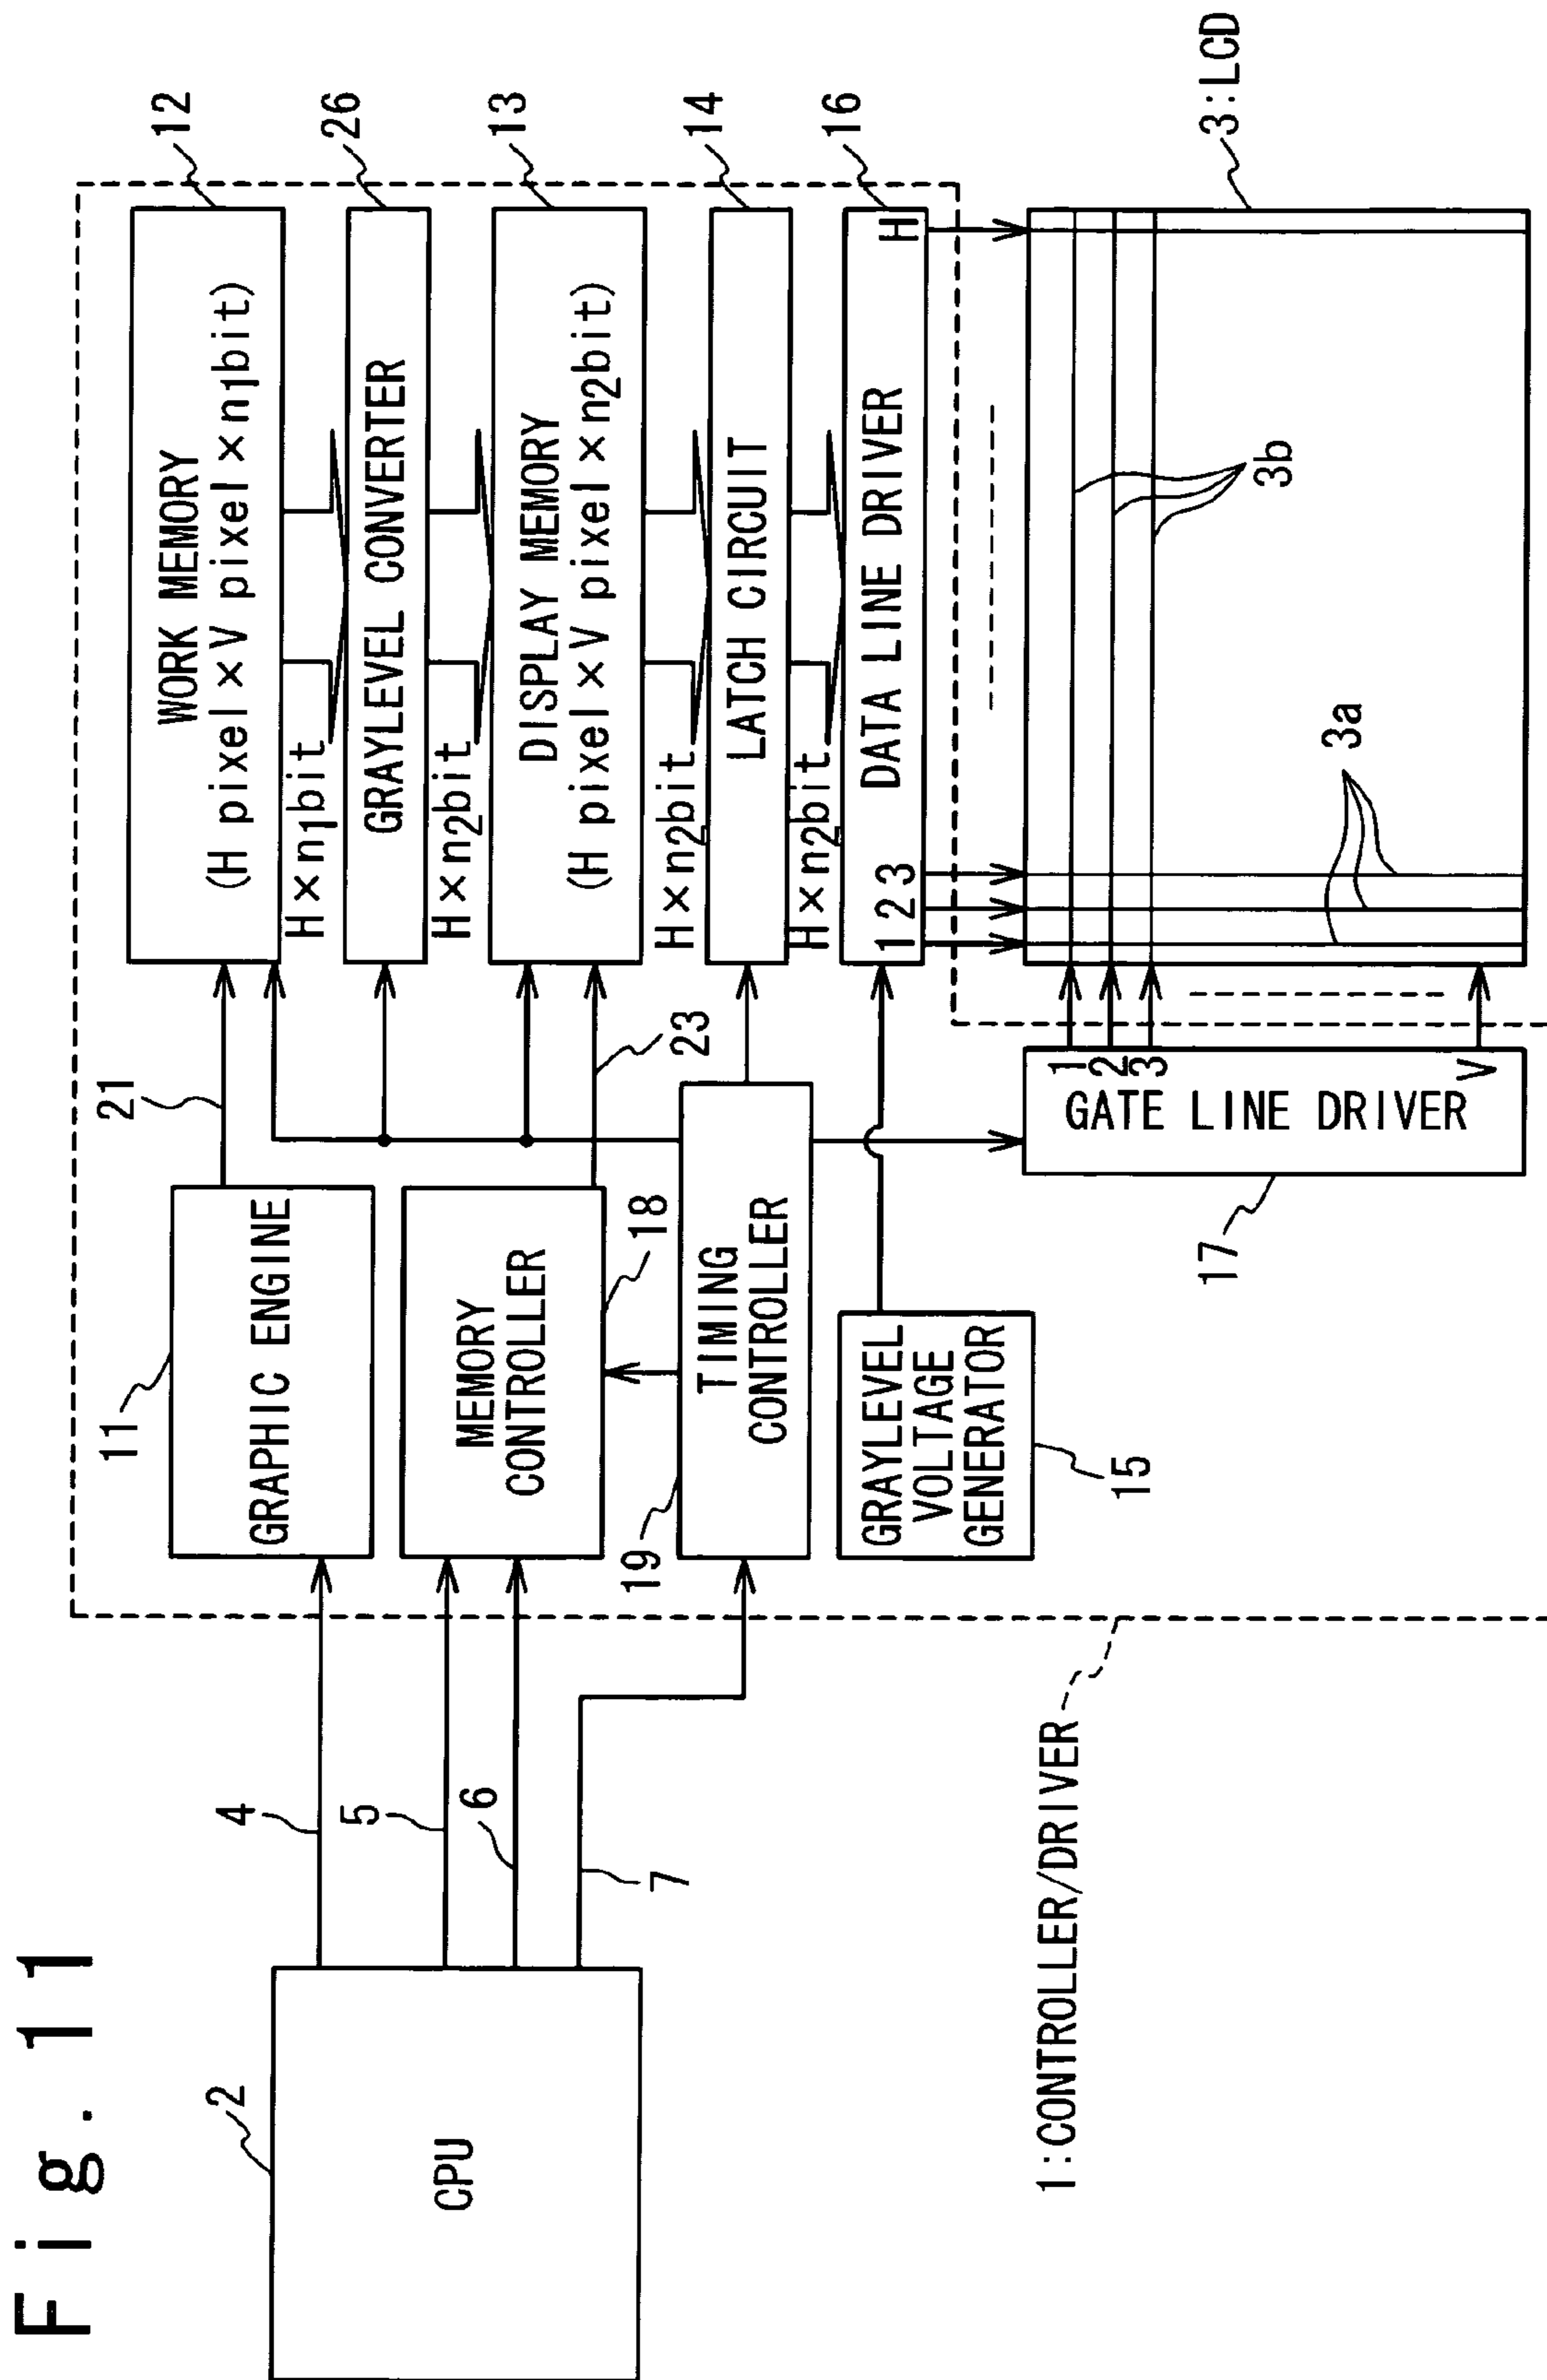 Fig. 11
2
CPU
4
5
6
7
1:CONTROLLER/DRIVER
11
GRAPHIC ENGINE
21
MEMORY
CONTROLLER
18
23
19
TIMING
CONTROLLER
GRAYLEVEL
VOLTAGE
GENERATOR
15
WORK MEMORY
(H pixel×V pixel×n1bit)
12
H×n1bit
GRAYLEVEL CONVERTER
26
H×n2bit
DISPLAY MEMORY
(H pixel×V pixel×n2bit)
13
H×n2bit
LATCH CIRCUIT
14
H×n2bit
1 2 3 DATA LINE DRIVER H
16
GATE LINE DRIVER
1
2
3
V
17
3:LCD
3a
3b